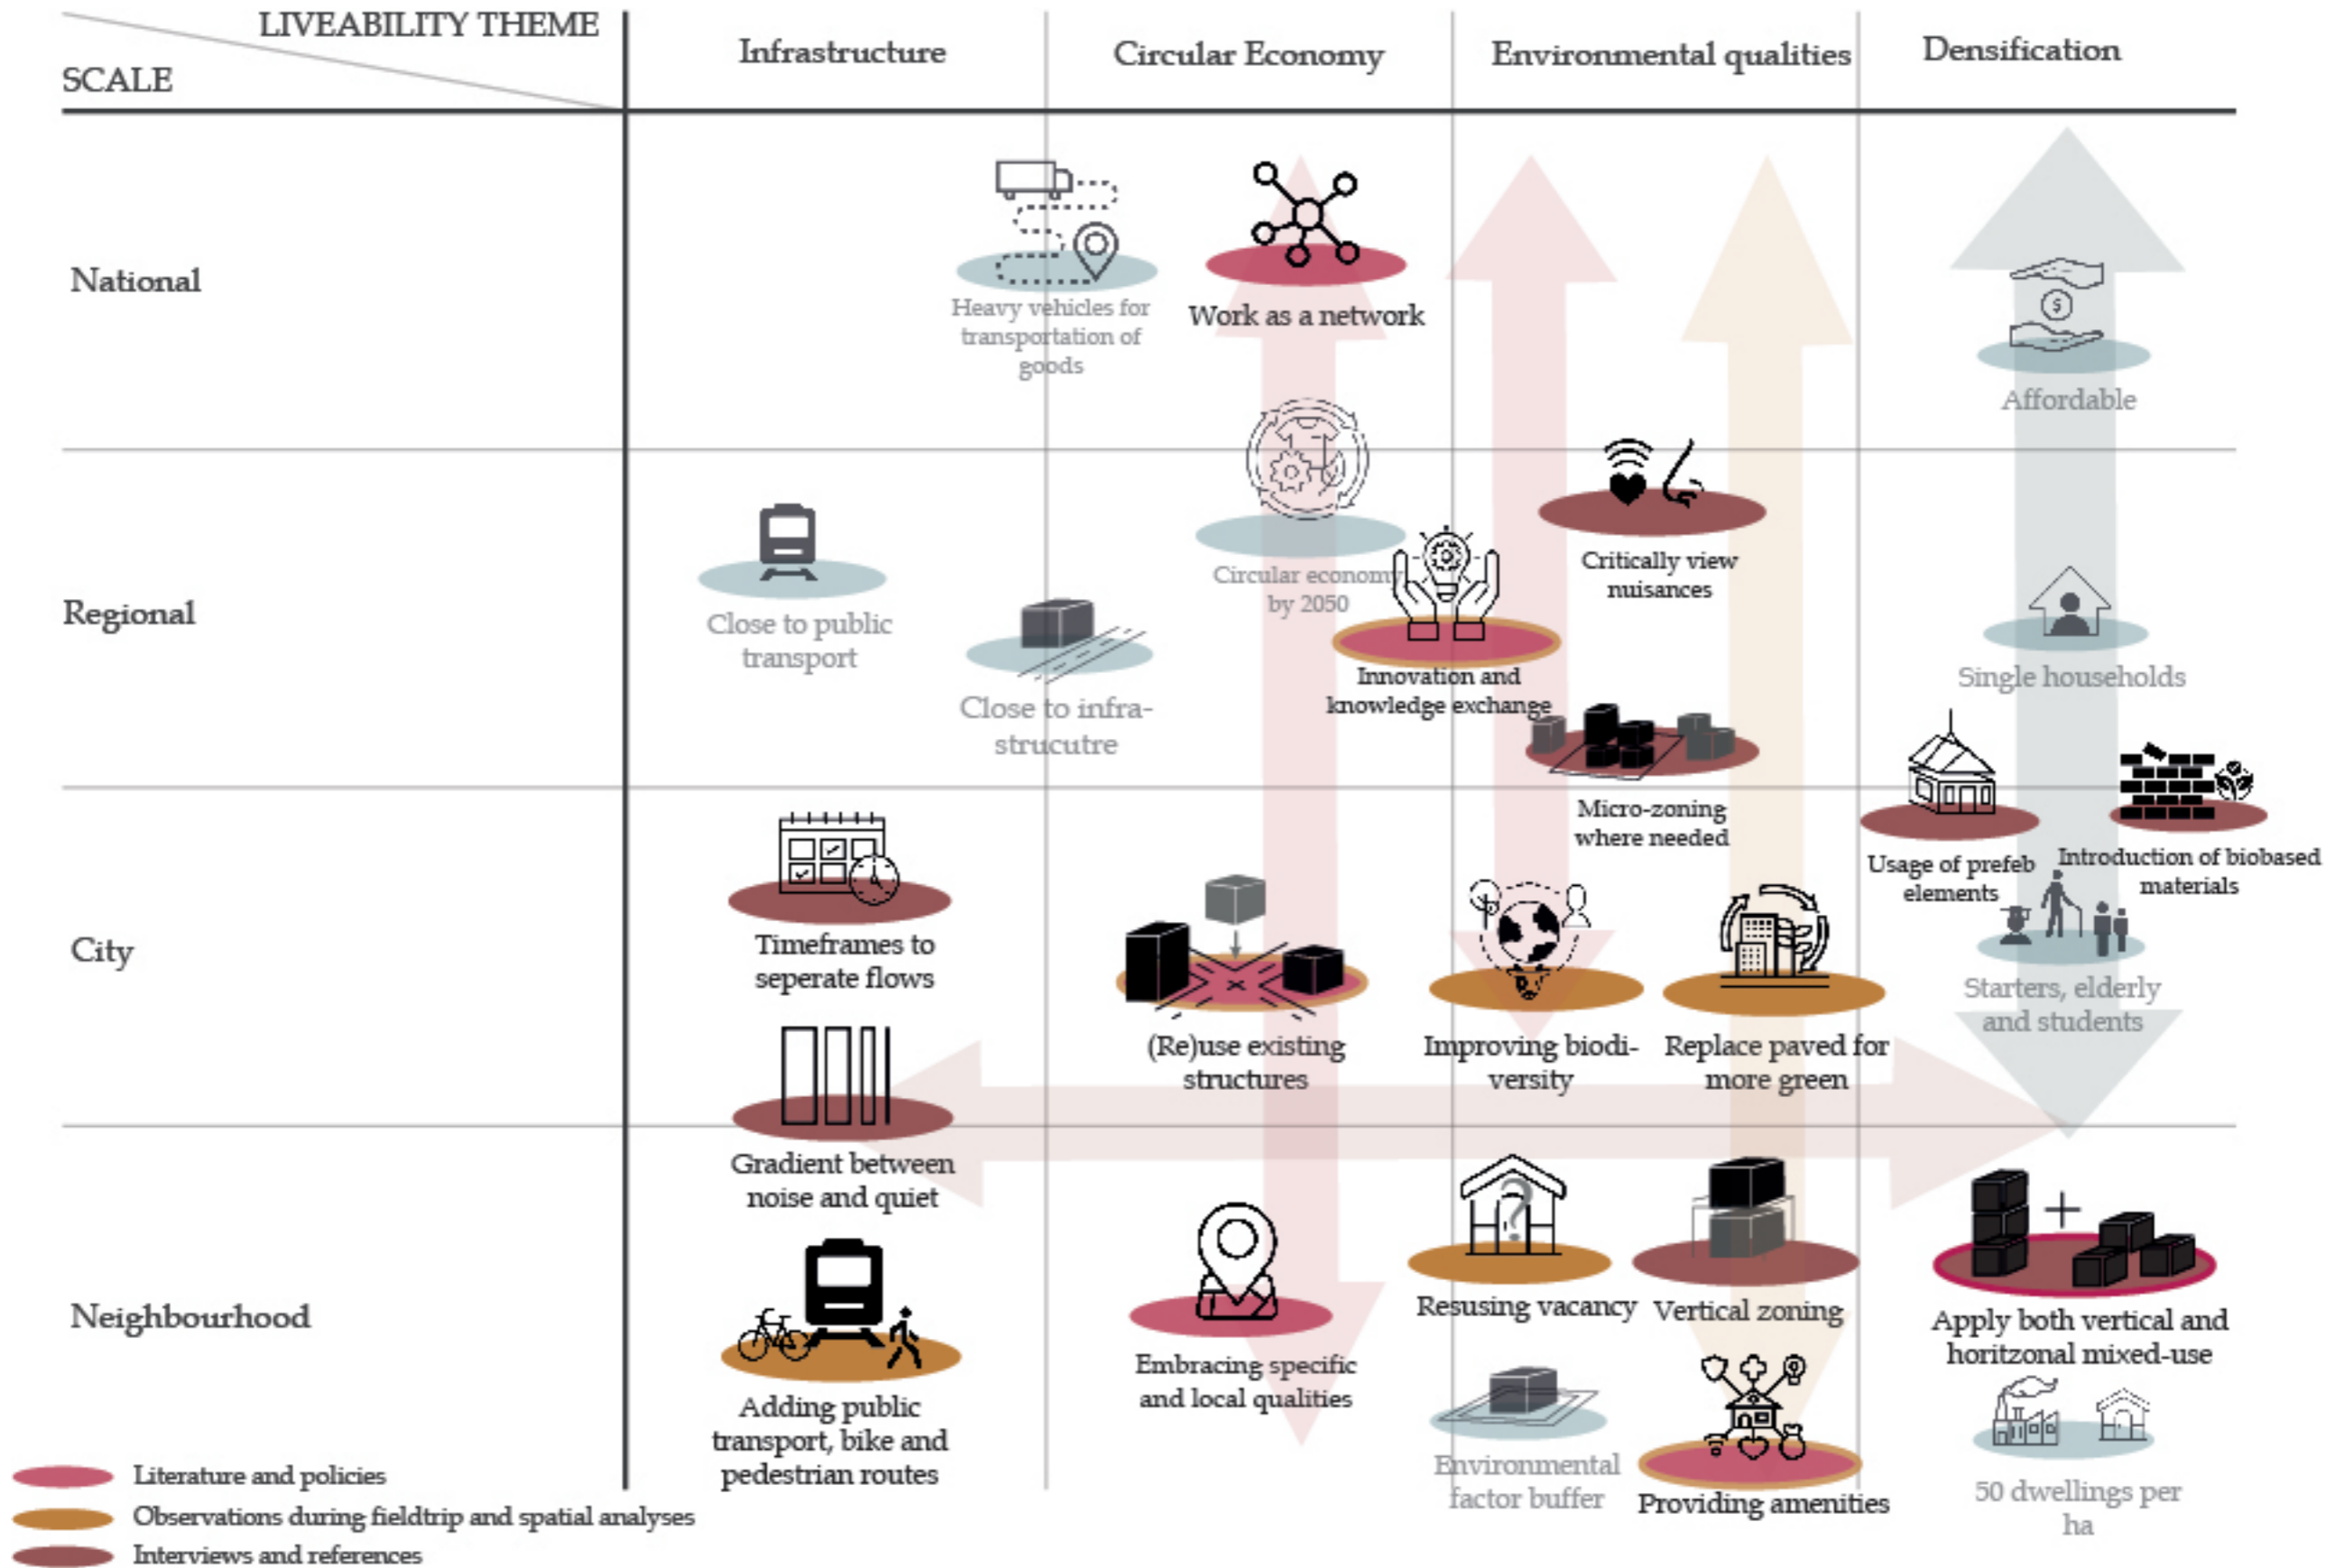 LIVEABILITY THEME
SCALE
Infrastructure
Circular Economy
Environmental qualities
Densification
National
Heavy vehicles for
transportation of
goods
Work as a network
$
Affordable
Regional
Close to public
transport
Close to infra-
strucutre
Circular economy
by 2050
Innovation and
knowledge exchange
Critically view
nuisances
Micro-zoning
where needed
Single households
Usage of prefeb
elements
Introduction of biobased
materials
City
Timeframes to
seperate flows
(Re)use existing
structures
Improving biodi-
versity
Replace paved for
more green
Starters, elderly
and students
Gradient between
noise and quiet
Neighbourhood
Adding public
transport, bike and
pedestrian routes
Embracing specific
and local qualities
?
Resusing vacancy
Vertical zoning
+
Apply both vertical and
horitzonal mixed-use
Environmental
factor buffer
Providing amenities
50 dwellings per
ha
Literature and policies
Observations during fieldtrip and spatial analyses
Interviews and references